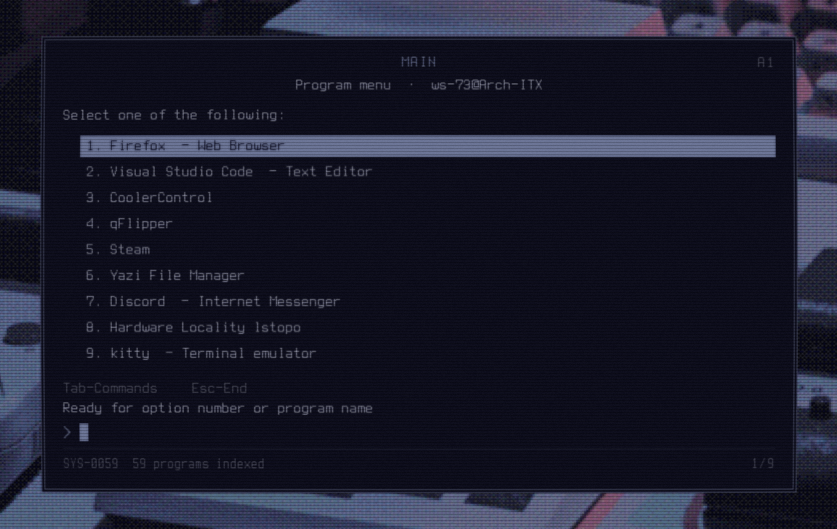 MAIN A1
Program menu · ws-73@Arch-ITX
Select one of the following:
1. Firefox - Web Browser
2. Visual Studio Code - Text Editor
3. CoolerControl
4. qFlipper
5. Steam
6. Yazi File Manager
7. Discord - Internet Messenger
8. Hardware Locality lstopo
9. kitty - Terminal emulator
Tab-Commands Esc-End
Ready for option number or program name
>
SYS-0059 59 programs indexed 1/9